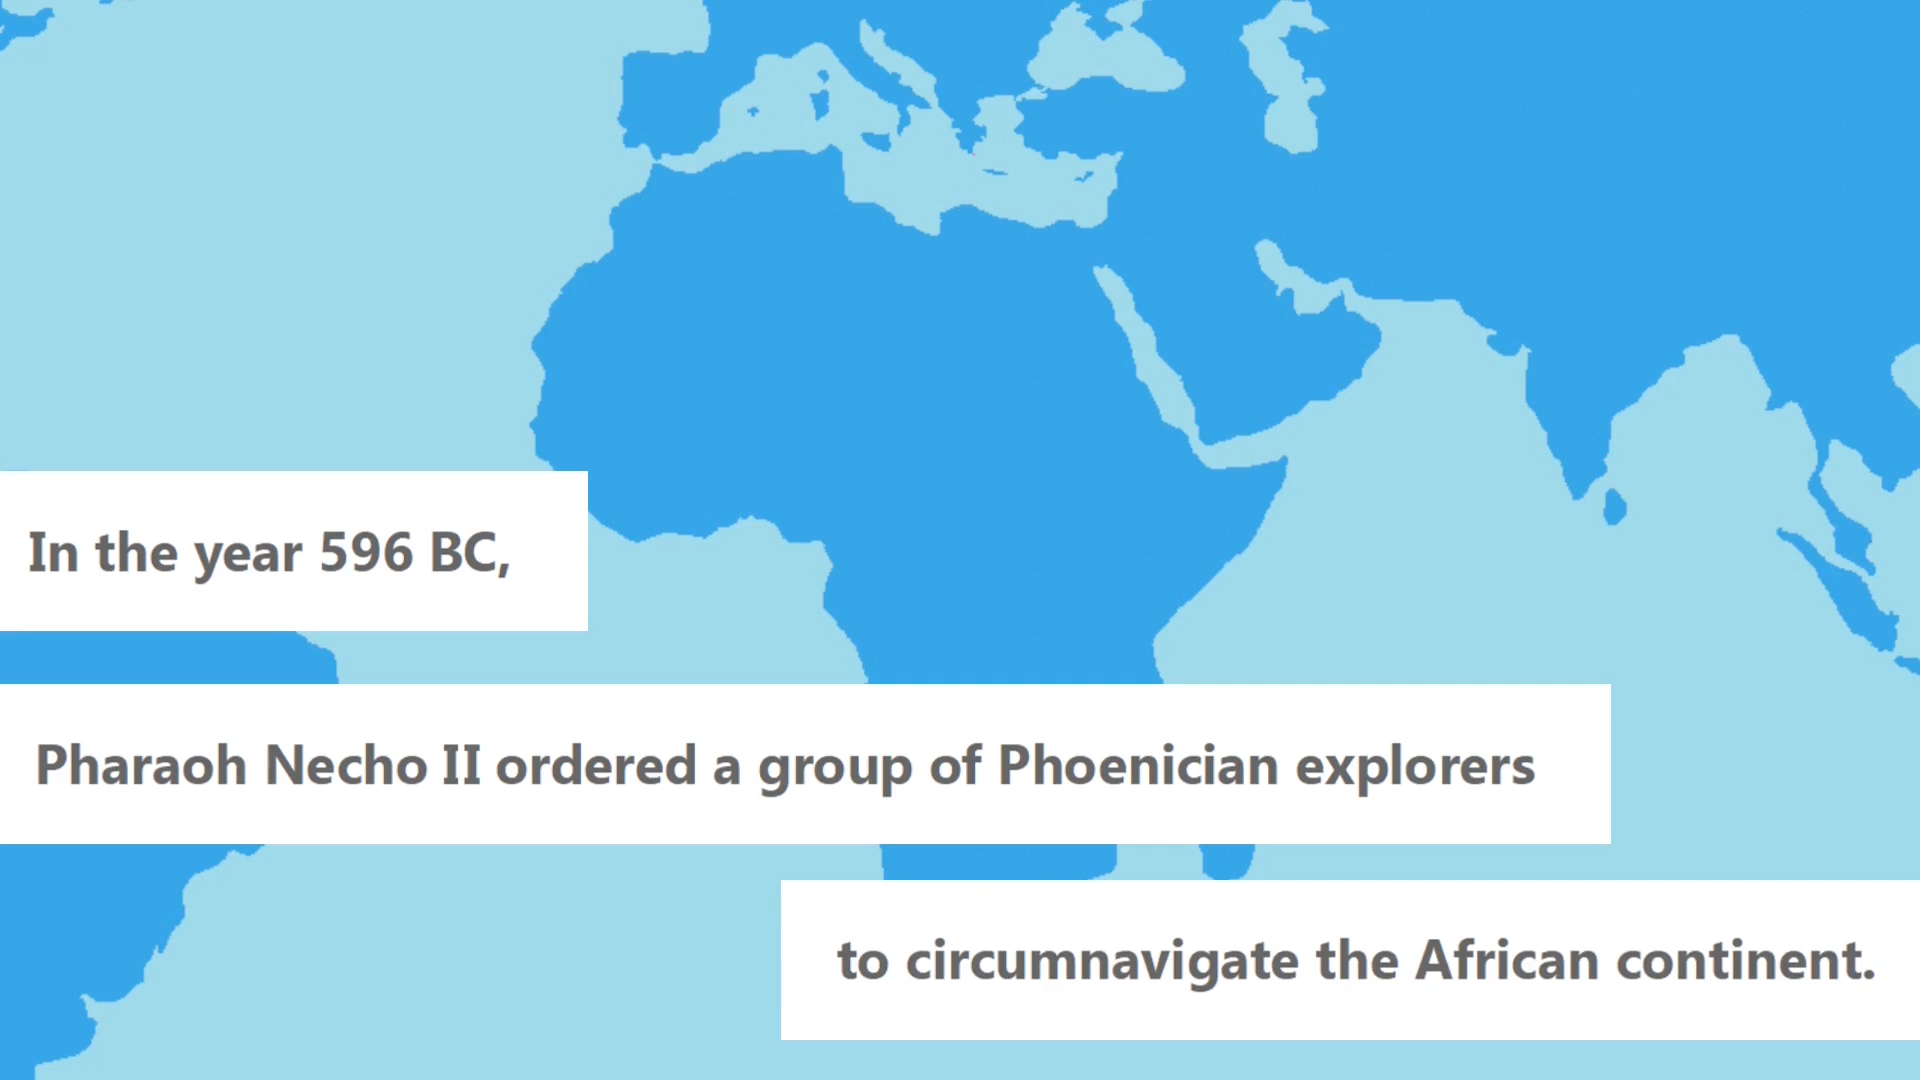 In the year 596 BC,
Pharaoh Necho II ordered a group of Phoenician explorers
to circumnavigate the African continent.